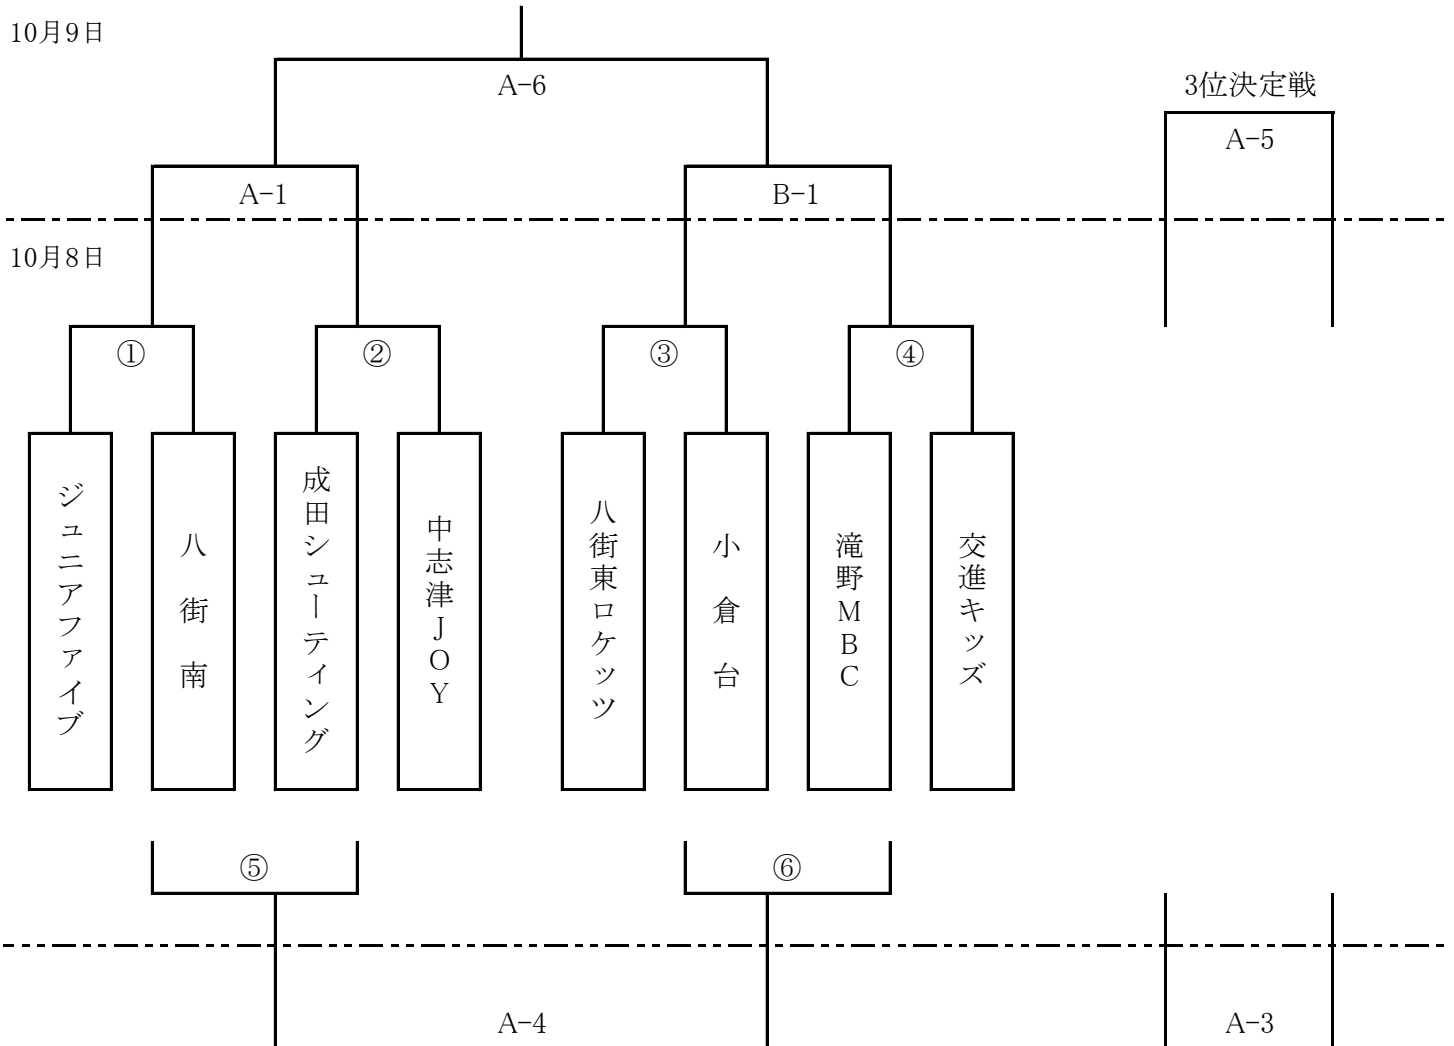 10月9日
A-6
3位決定戦
A-5
A-1
B-1
10月8日
①
②
③
④
ジュニアファイブ
八街南
成田シューティング
中志津JOY
八街東ロケッツ
小倉台
滝野MBC
交進キッズ
⑤
⑥
A-4
A-3